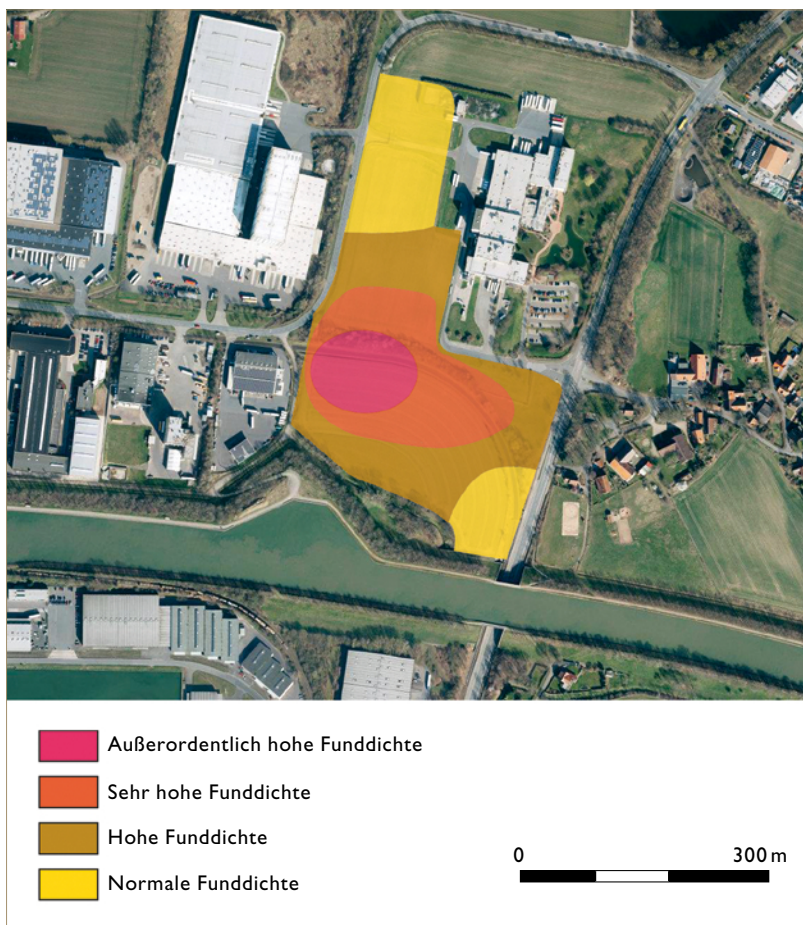 Außerordentlich hohe Funddichte
Sehr hohe Funddichte
Hohe Funddichte
Normale Funddichte
0 300 m